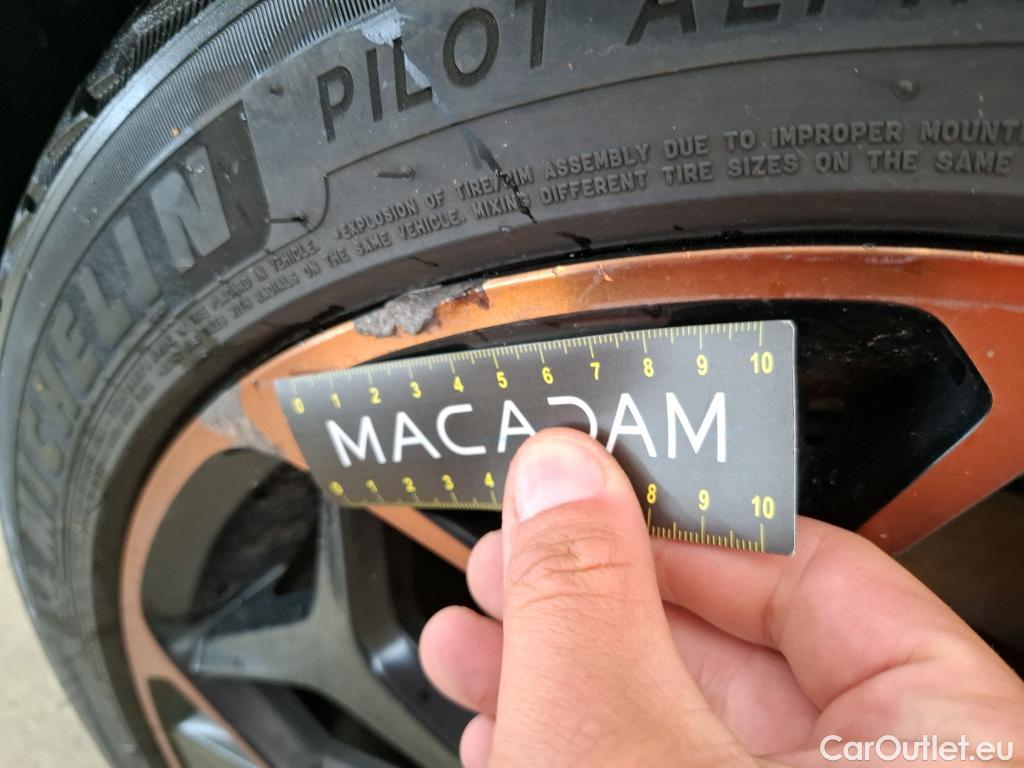 MICHELIN
PILOT
EXPLOSION OF TIRE/RIM ASSEMBLY DUE TO IMPROPER
ON THE SAME VEHICLE. MIXING DIFFERENT TIRE SIZES ON THE SAME
0 1 2 3 4 5 6 7 8 9 10
MACADAM
0 1 2 3 4 8 9 10
CarOutlet.eu